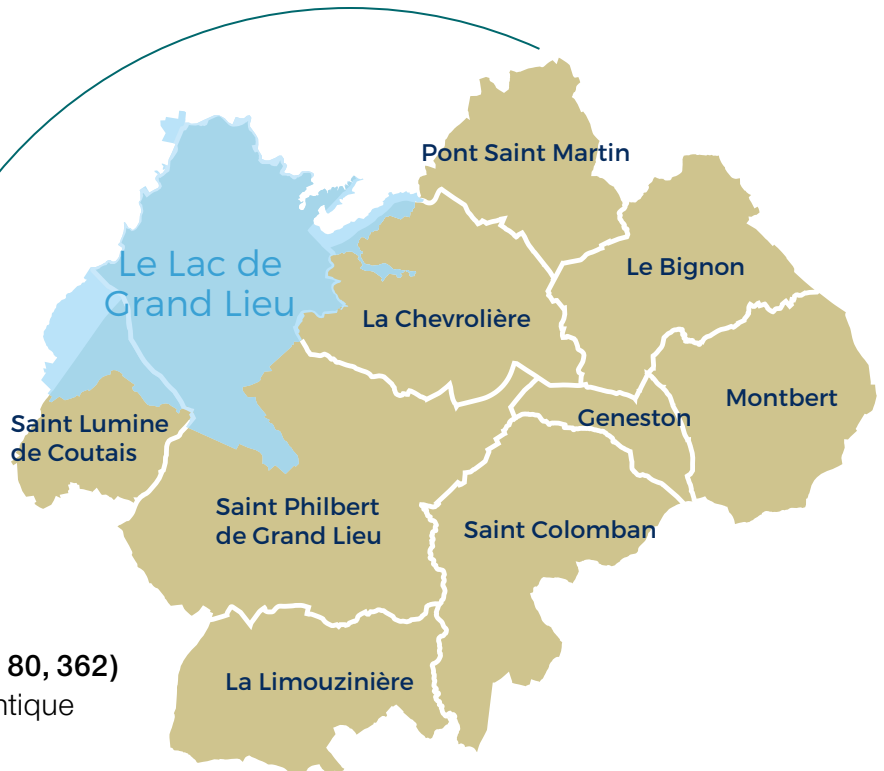 Pont Saint Martin
Le Lac de
Grand Lieu
Le Bignon
La Chevrolière
Montbert
Geneston
Saint Lumine
de Coutais
Saint Philbert
de Grand Lieu
Saint Colomban
80, 362)
ntique
La Limouzinière